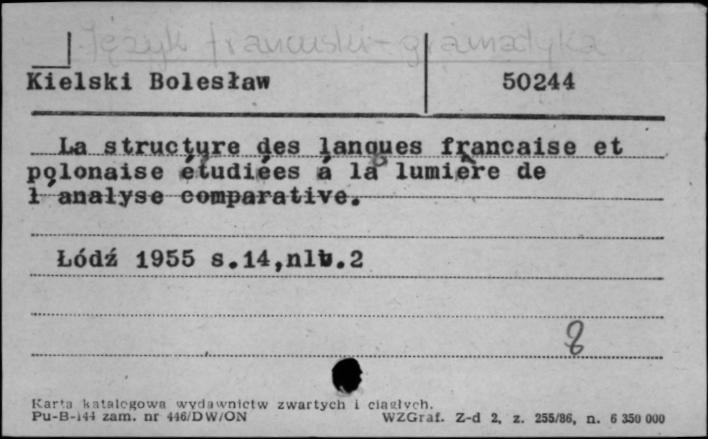 Język francuski - gramatyka
Kielski Bolesław 50244
La structure des langues francaise et
polonaise étudiées á la lumiére de
l'analyse comparative.
Łódź 1955 s.14,nlb.2
8
Karta katalogowa wydawnictw zwartych i ciągłych.
Pu-B-144 zam. nr 446/DW/ON WZGraf. Z-d 2, z. 255/86, n. 6 350 000